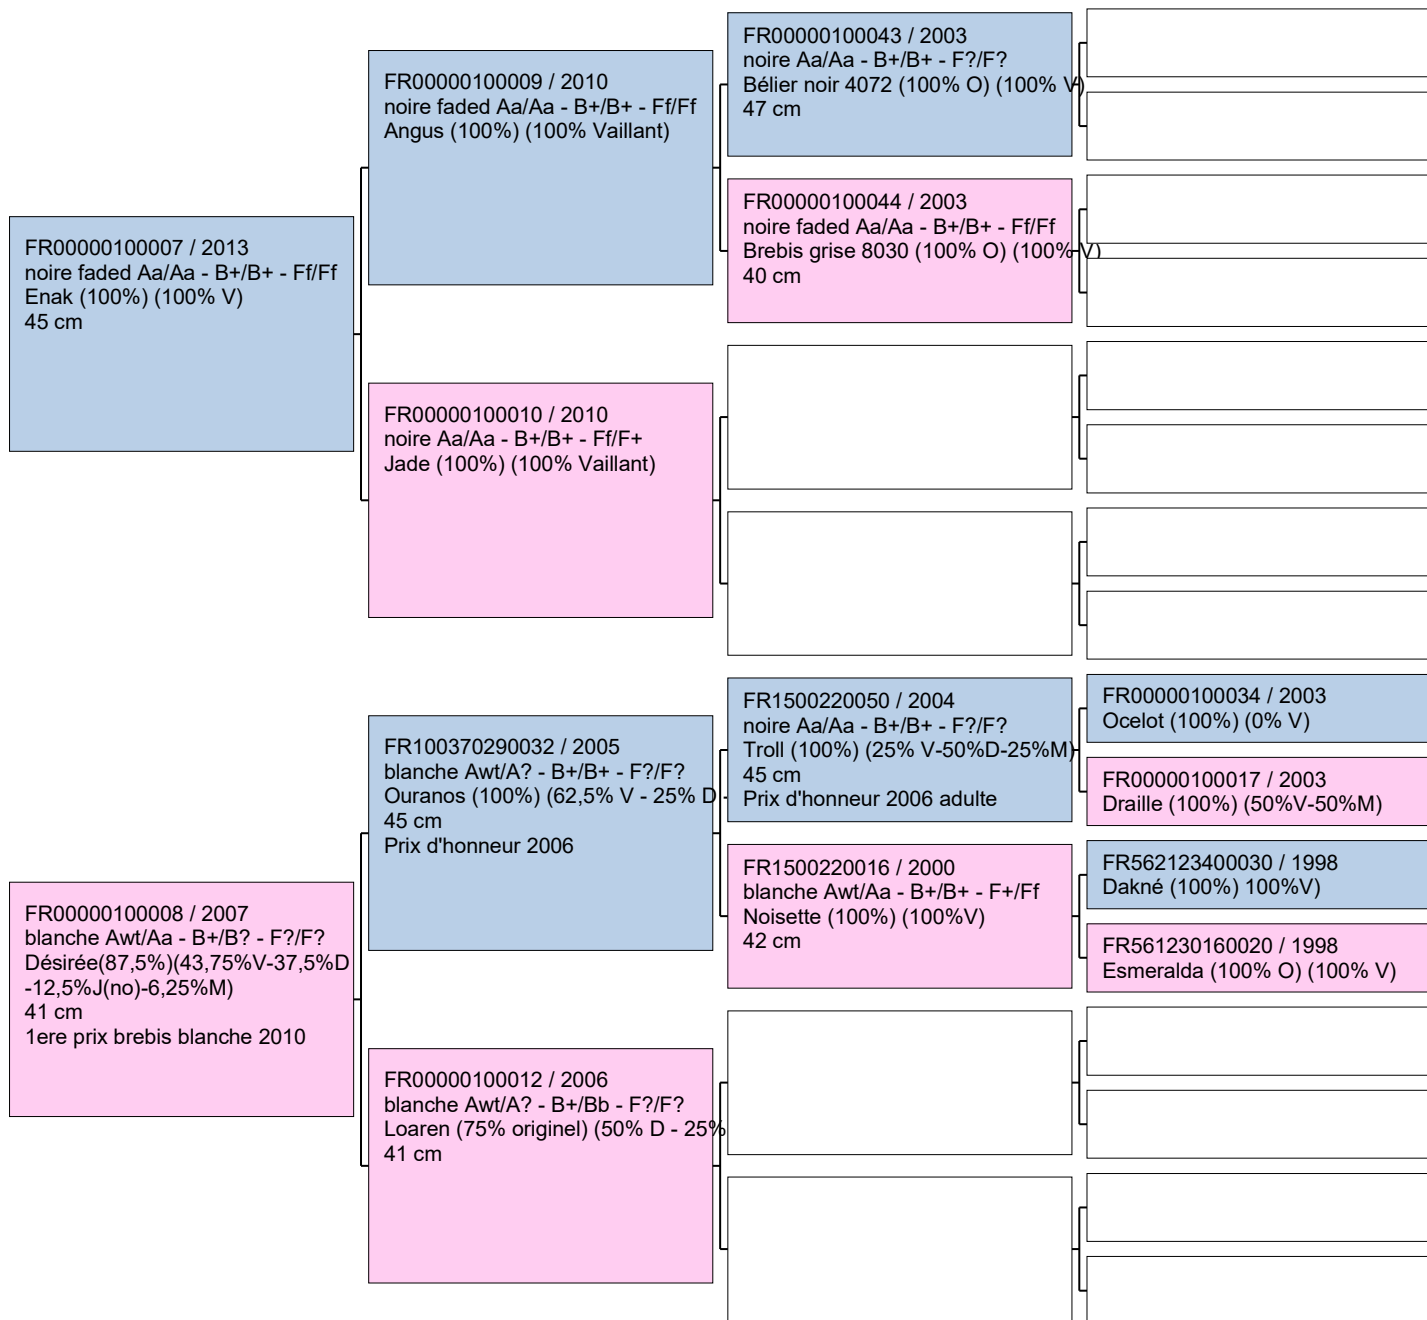 FR00000100007 / 2013
noire faded Aa/Aa - B+/B+ - Ff/Ff
Enak (100%) (100% V)
45 cm
FR00000100008 / 2007
blanche Awt/Aa - B+/B? - F?/F?
Désirée(87,5%)(43,75%V-37,5%D
-12,5%J(no)-6,25%M)
41 cm
1ere prix brebis blanche 2010
FR00000100009 / 2010
noire faded Aa/Aa - B+/B+ - Ff/Ff
Angus (100%) (100% Vaillant)
FR00000100010 / 2010
noire Aa/Aa - B+/B+ - Ff/F+
Jade (100%) (100% Vaillant)
FR100370290032 / 2005
blanche Awt/A? - B+/B+ - F?/F?
Ouranos (100%) (62,5% V - 25% D
45 cm
Prix d'honneur 2006
FR00000100012 / 2006
blanche Awt/A? - B+/Bb - F?/F?
Loaren (75% originel) (50% D - 25%
41 cm
FR00000100043 / 2003
noire Aa/Aa - B+/B+ - F?/F?
Bélier noir 4072 (100% O) (100% V)
47 cm
FR00000100044 / 2003
noire faded Aa/Aa - B+/B+ - Ff/Ff
Brebis grise 8030 (100% O) (100% V)
40 cm
FR1500220050 / 2004
noire Aa/Aa - B+/B+ - F?/F?
Troll (100%) (25% V-50%D-25%M)
45 cm
Prix d'honneur 2006 adulte
FR1500220016 / 2000
blanche Awt/Aa - B+/B+ - F+/Ff
Noisette (100%) (100%V)
42 cm
FR00000100034 / 2003
Ocelot (100%) (0% V)
FR00000100017 / 2003
Draille (100%) (50%V-50%M)
FR562123400030 / 1998
Dakné (100%) 100%V)
FR561230160020 / 1998
Esmeralda (100% O) (100% V)